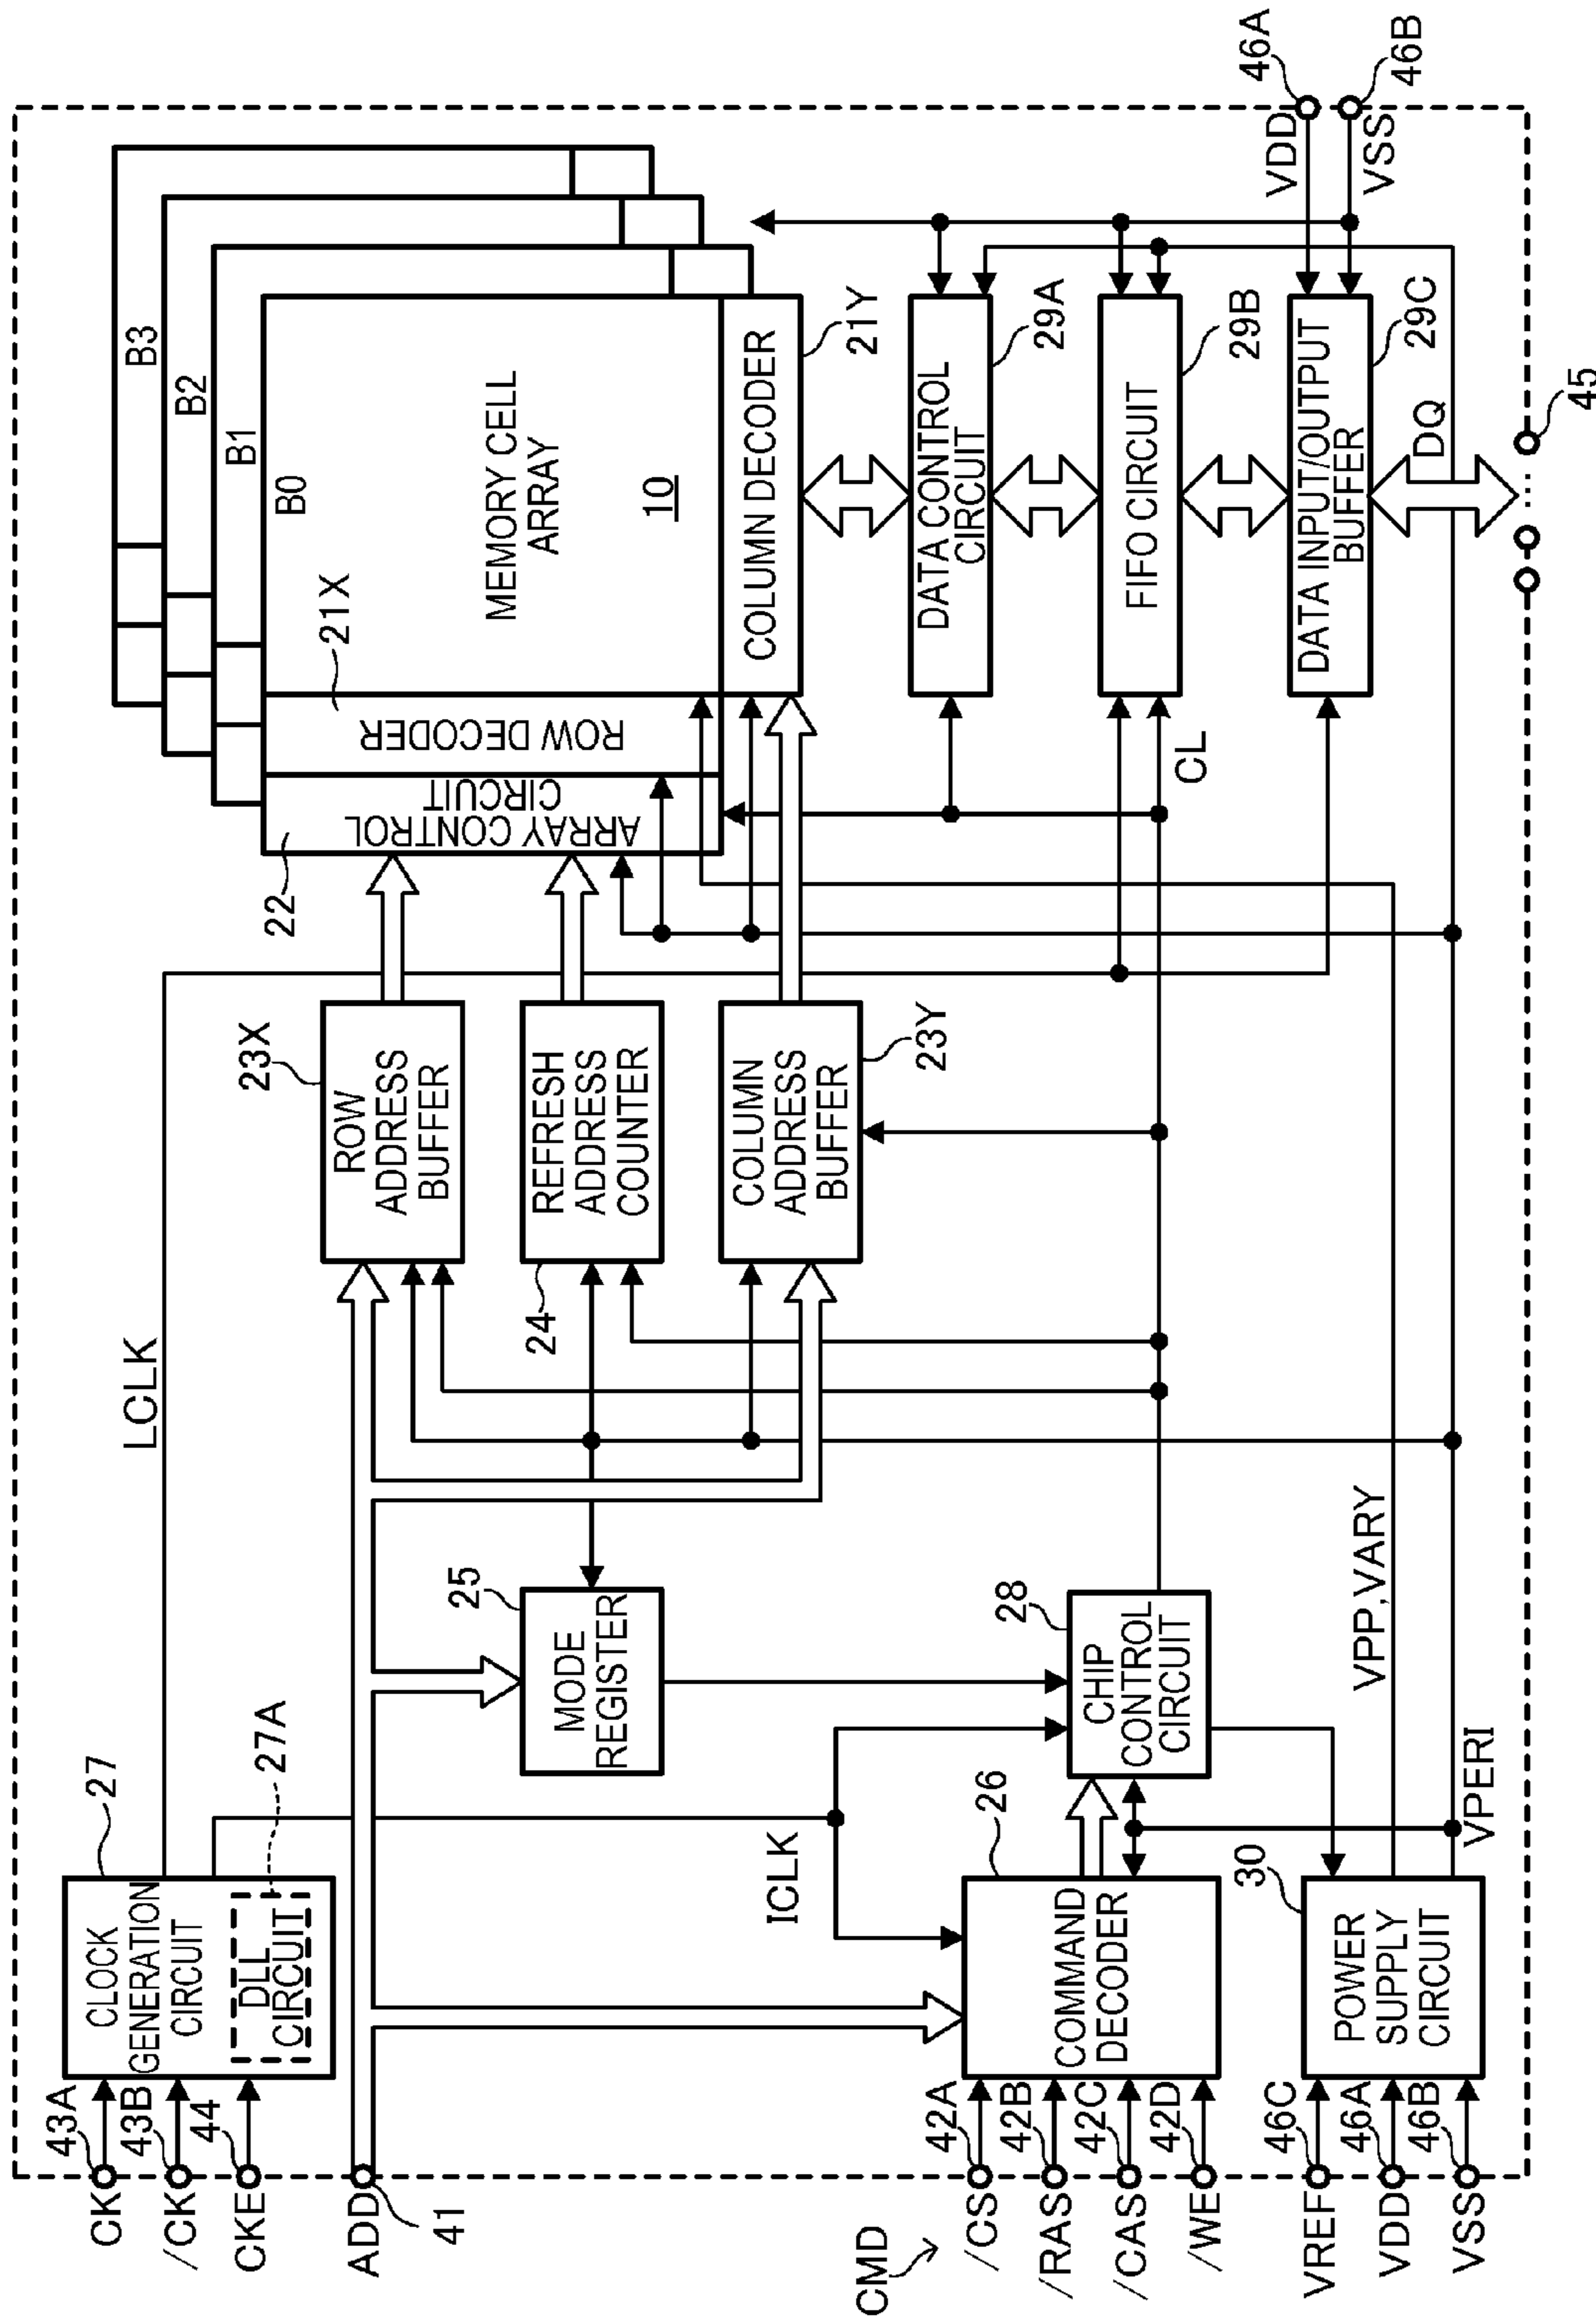 CK
43A
/CK
43B
CKE
44
CLOCK
GENERATION
CIRCUIT
DLL
CIRCUIT
27
27A
LCLK
ADD
41
ICLK
MODE
REGISTER
25
ROW
ADDRESS
BUFFER
23X
REFRESH
ADDRESS
COUNTER
24
COLUMN
ADDRESS
BUFFER
23Y
B3
B2
B1
B0
MEMORY CELL
ARRAY
10
21X
ROW DECODER
ARRAY CONTROL
CIRCUIT
22
COLUMN DECODER
21Y
CMD
/CS
42A
/RAS
42B
/CAS
42C
/WE
42D
COMMAND
DECODER
26
CHIP
CONTROL
CIRCUIT
28
CL
DATA CONTROL
CIRCUIT
29A
FIFO CIRCUIT
29B
DATA INPUT/OUTPUT
BUFFER
29C
VDD
46A
VSS
46B
DQ
45
VREF
46C
VDD
46A
VSS
46B
POWER
SUPPLY
CIRCUIT
30
VPP,VARY
VPERI